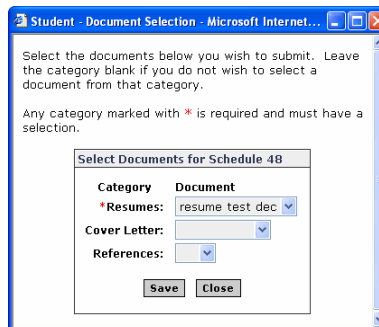 Student - Document Selection - Microsoft Internet...
Select the documents below you wish to submit. Leave
the category blank if you do not wish to select a
document from that category.
Any category marked with * is required and must have a
selection.
Select Documents for Schedule 48
Category Document
*Resumes: resume test dec
Cover Letter:
References:
Save Close